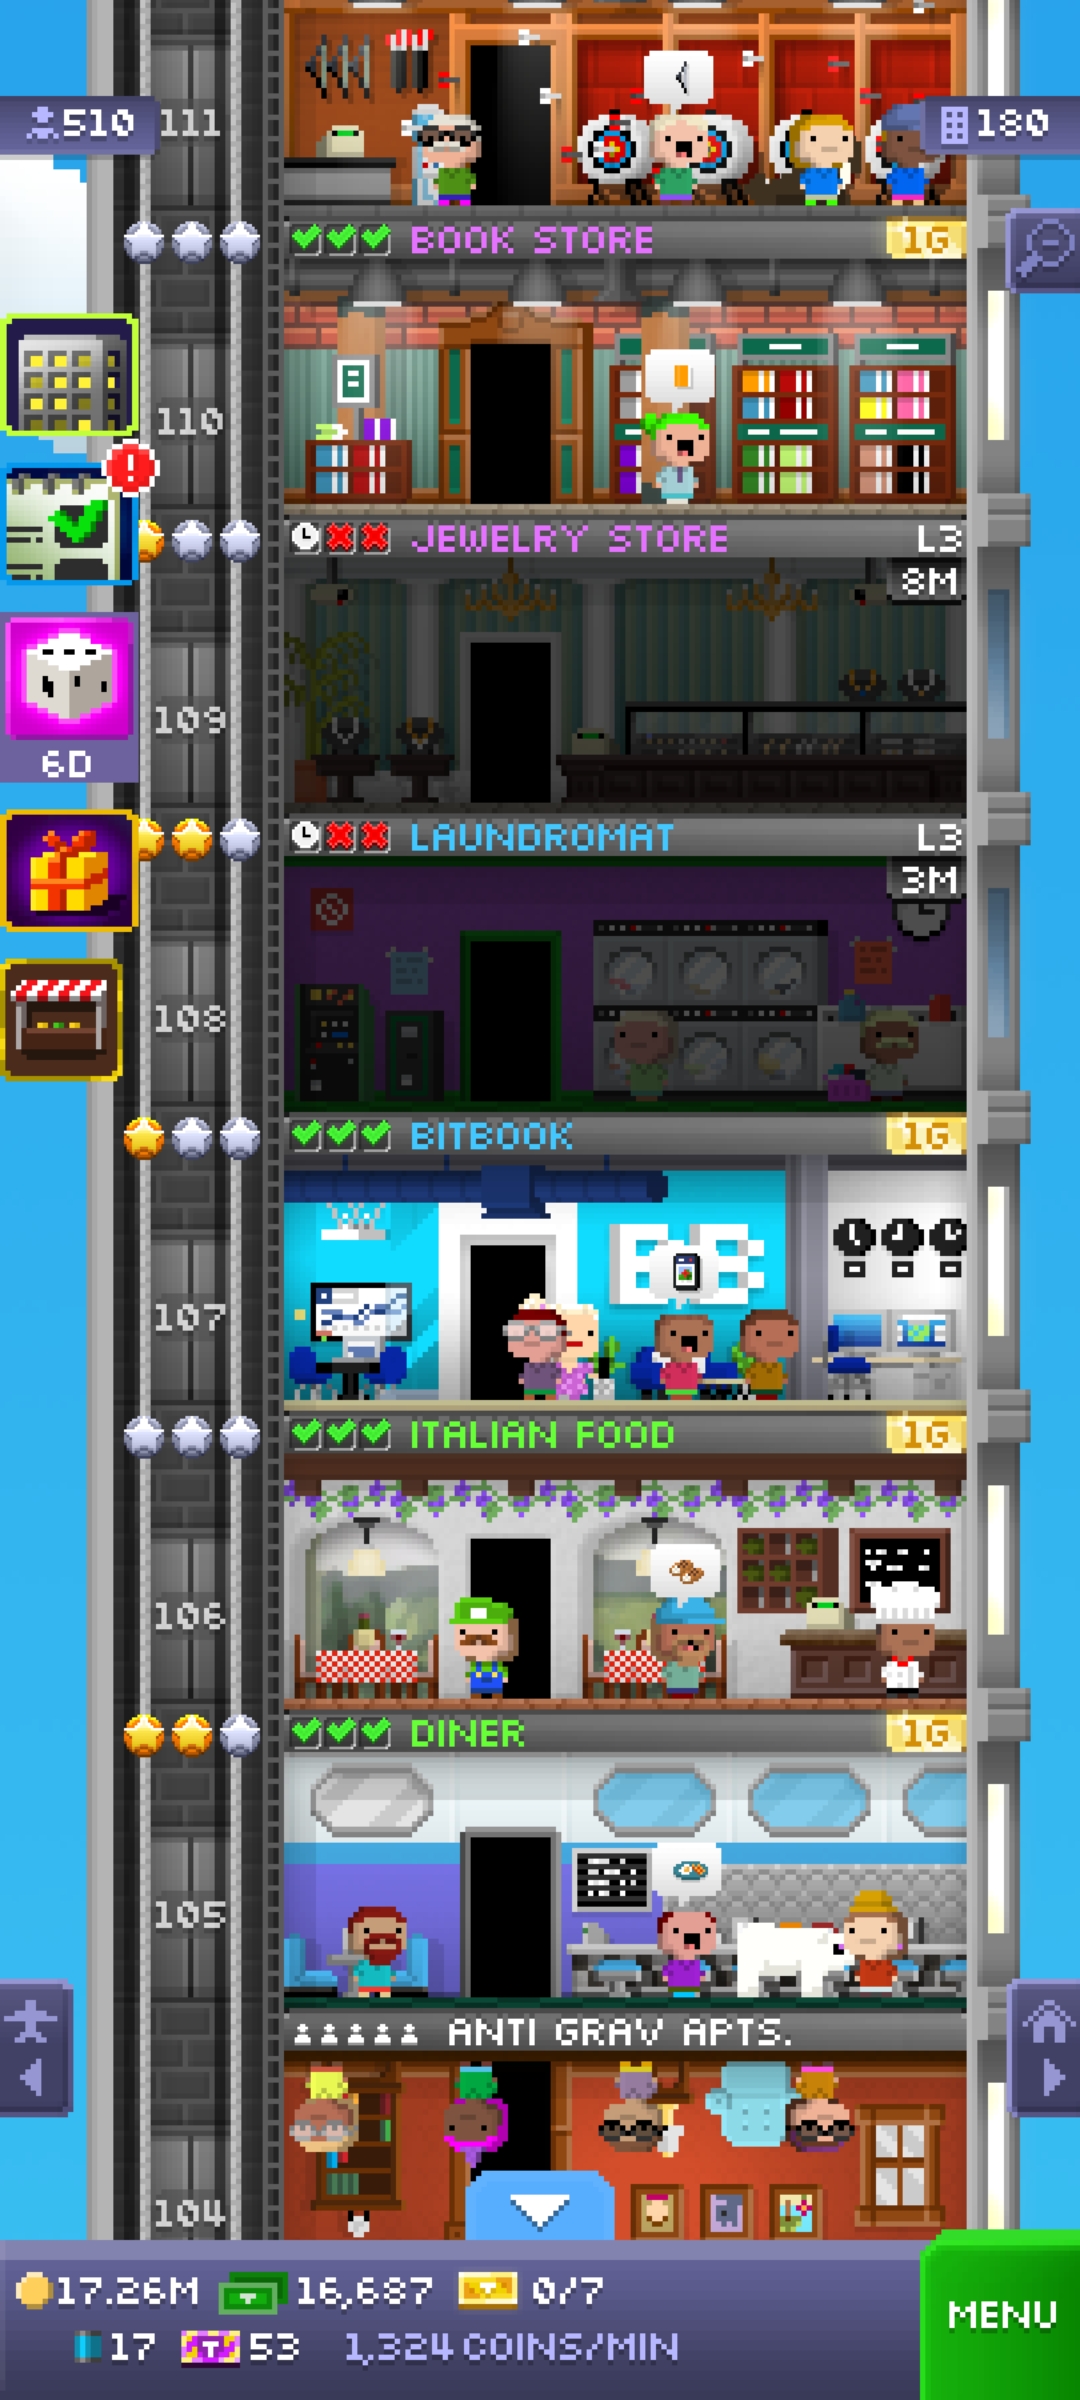 510
111
180
BOOK STORE
1G
110
JEWELRY STORE
L3
8M
109
6D
LAUNDROMAT
L3
3M
108
BITBOOK
1G
107
ITALIAN FOOD
1G
106
DINER
1G
105
ANTI GRAV APTS.
104
17.26M
16,687
0/7
MENU
17
53
1,324 COINS/MIN